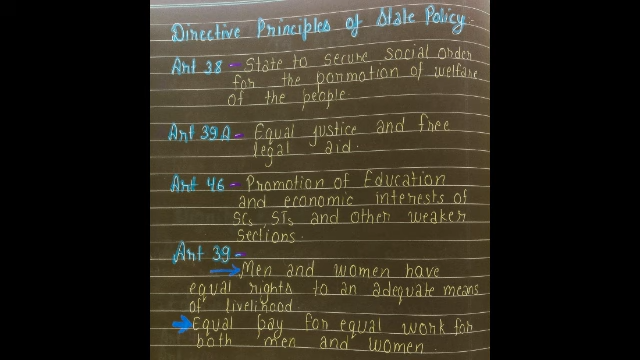 Directive Principles of State Policy
Art 38 - State to secure social order
for the pormation of welfare
of the people.
Art 39A - Equal justice and free
legal aid.
Art 46 - Promotion of Education
and economic interests of
SCs, STs and other weaker
sections.
Art 39 -
→ Men and women have
equal rights to an adequate means
of livelihood
→ Equal pay for equal work for
both men and women.